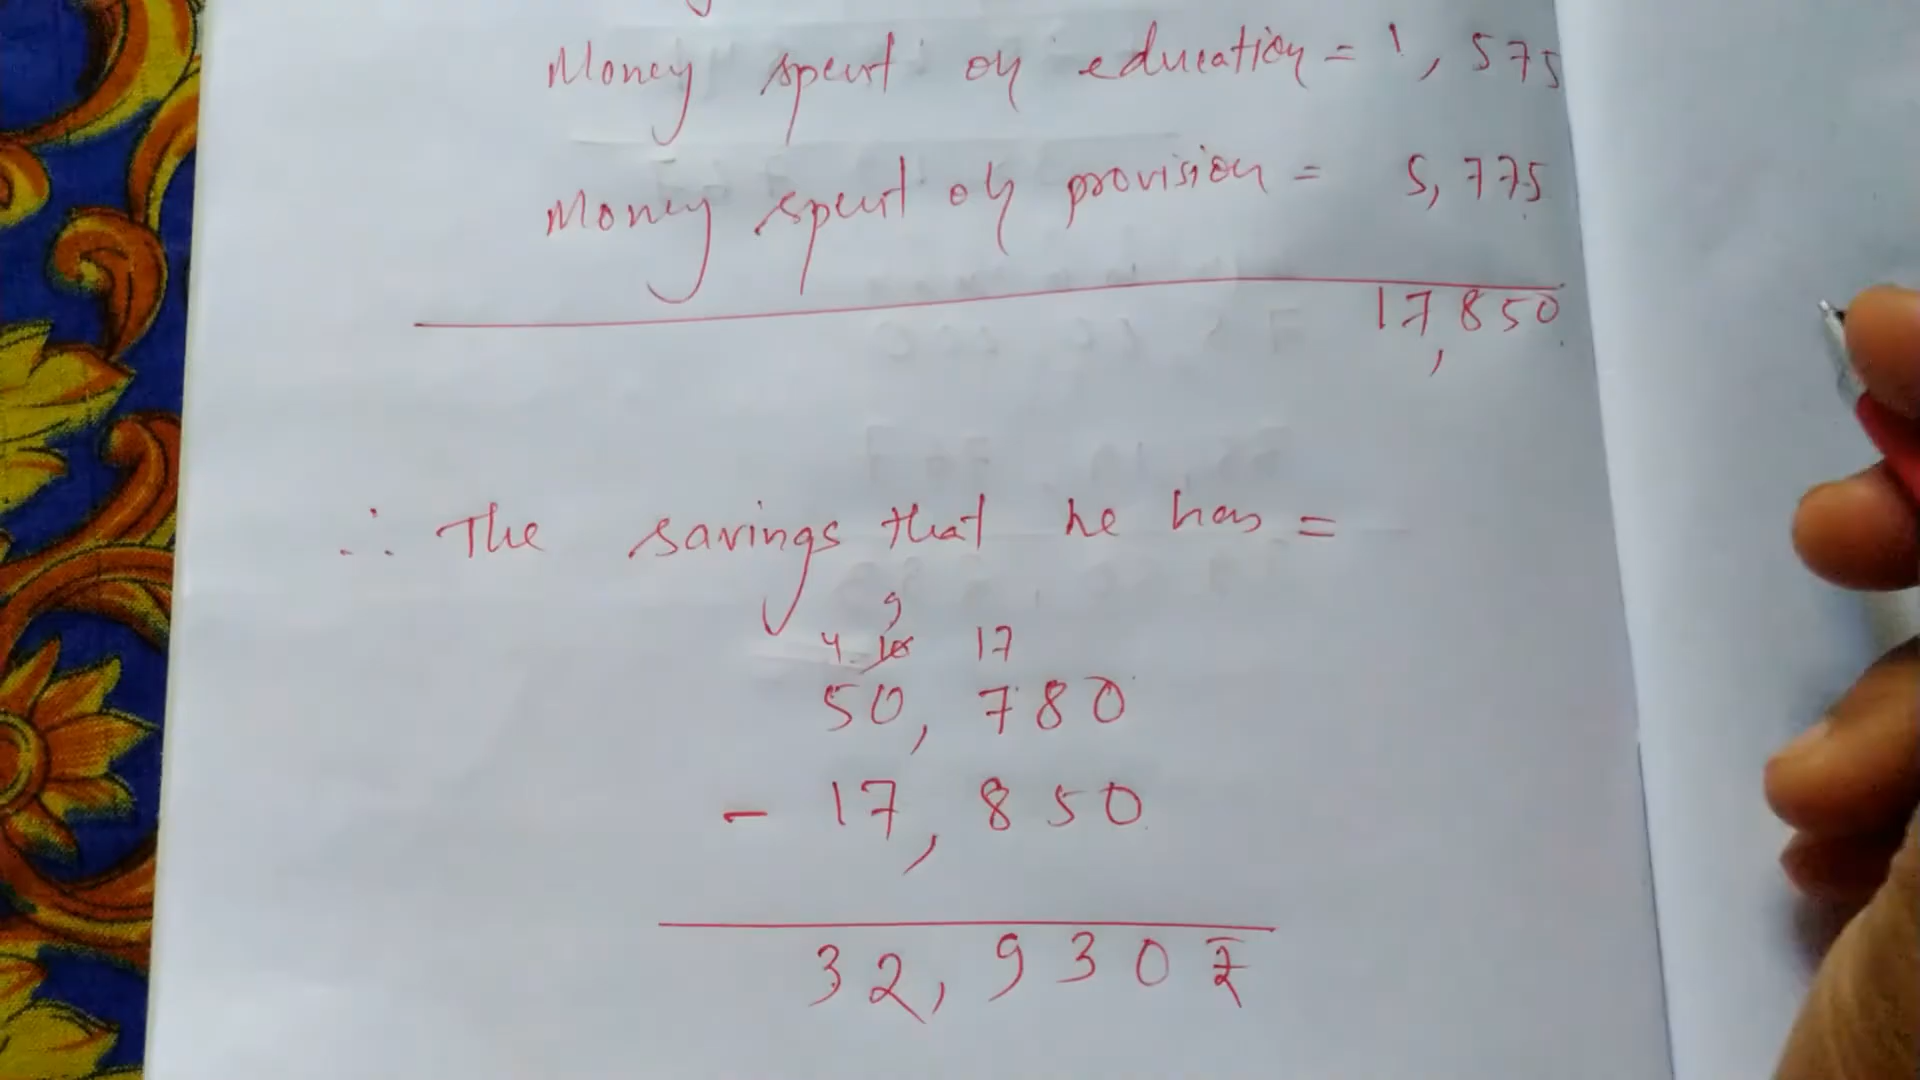 Money spent on education = 1,575
Money spent on provision = 5,775
17,850
∴ The savings that he has =
9
4 10 17
50,780
- 17,850
32,930 ₹